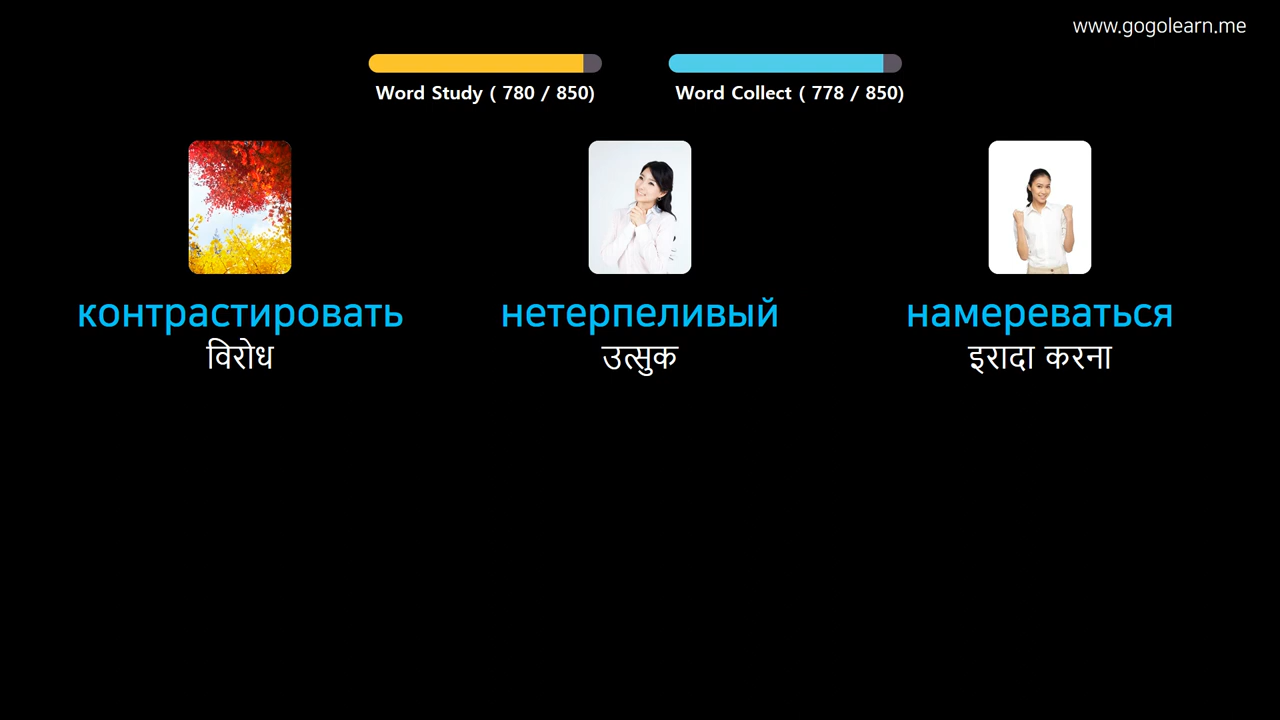 www.gogolearn.me
Word Study ( 780 / 850)
Word Collect ( 778 / 850)
контрастировать
विरोध
нетерпеливый
उत्सुक
намереваться
इरादा करना